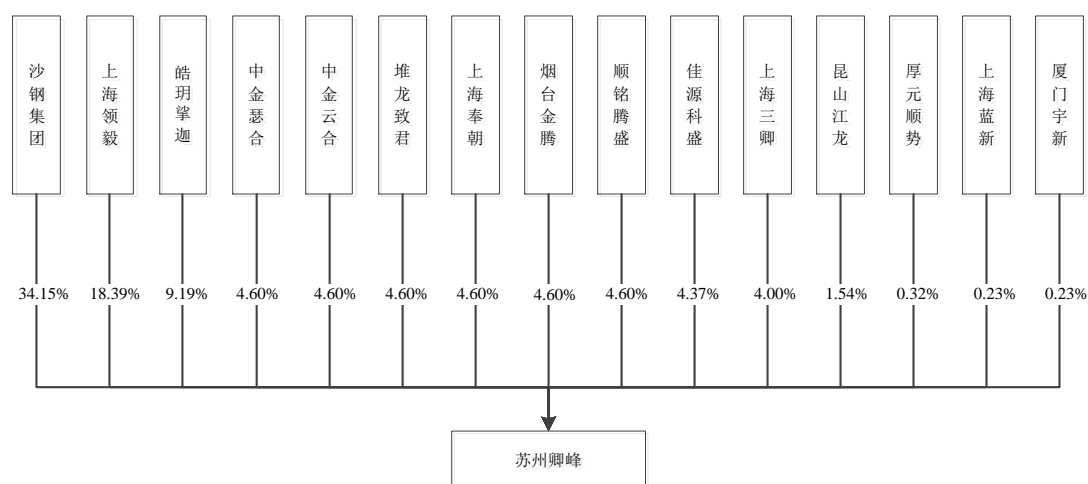 沙钢集团
上海领毅
皓玥挲迦
中金瑟合
中金云合
堆龙致君
上海奉朝
烟台金腾
顺铭腾盛
佳源科盛
上海三卿
昆山江龙
厚元顺势
上海蓝新
厦门宇新
34.15%
18.39%
9.19%
4.60%
4.60%
4.60%
4.60%
4.60%
4.60%
4.37%
4.00%
1.54%
0.32%
0.23%
0.23%
苏州卿峰